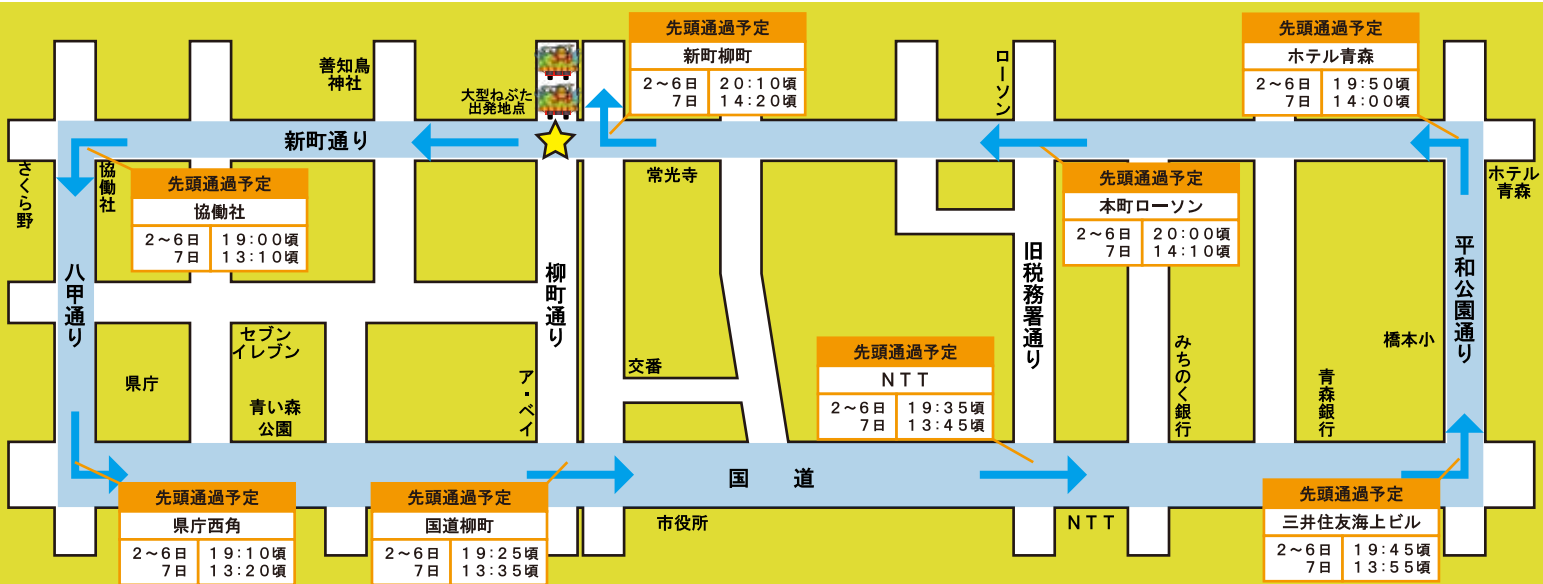 先頭通過予定
新町柳町
2～6日 20:10頃
7日 14:20頃
先頭通過予定
ホテル青森
2～6日 19:50頃
7日 14:00頃
善知鳥
神社
大型ねぶた
出発地点
ローソン
新町通り
さくら野
協働社
先頭通過予定
協働社
2～6日 19:00頃
7日 13:10頃
常光寺
先頭通過予定
本町ローソン
2～6日 20:00頃
7日 14:10頃
ホテル
青森
八甲通り
柳町通り
旧税務署通り
平和公園通り
県庁
セブン
イレブン
青い森
公園
ア・ベイ
交番
先頭通過予定
NTT
2～6日 19:35頃
7日 13:45頃
みちのく銀行
青森銀行
橋本小
国道
先頭通過予定
県庁西角
2～6日 19:10頃
7日 13:20頃
先頭通過予定
国道柳町
2～6日 19:25頃
7日 13:35頃
市役所
NTT
先頭通過予定
三井住友海上ビル
2～6日 19:45頃
7日 13:55頃